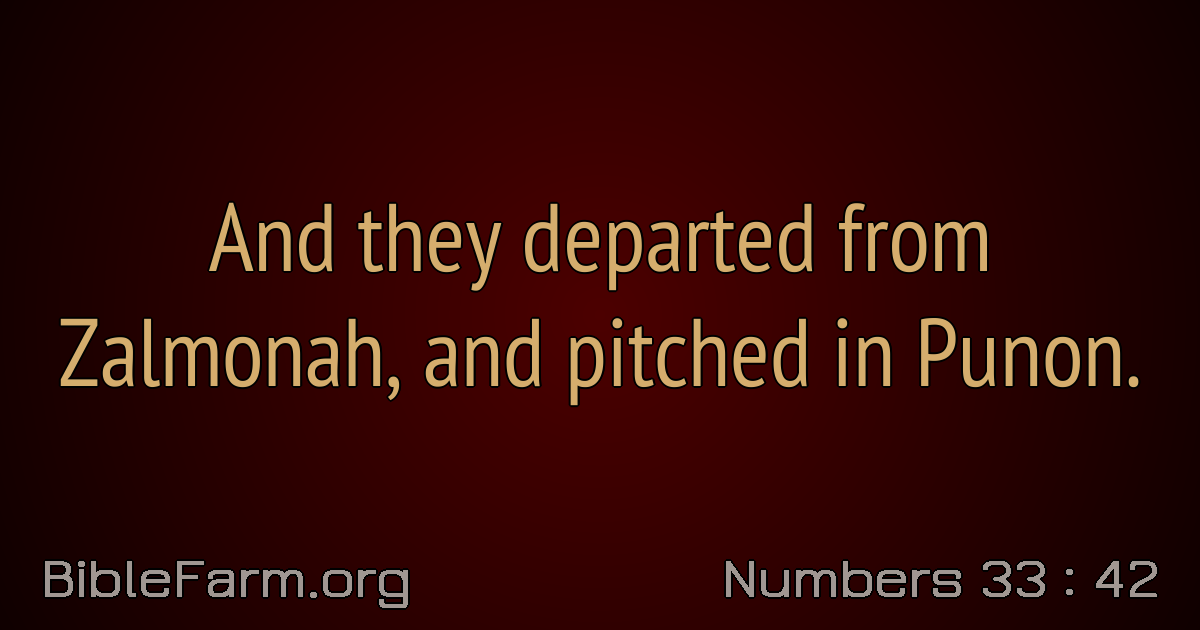 And they departed from
Zalmonah, and pitched in Punon.
BibleFarm.org
Numbers 33 : 42